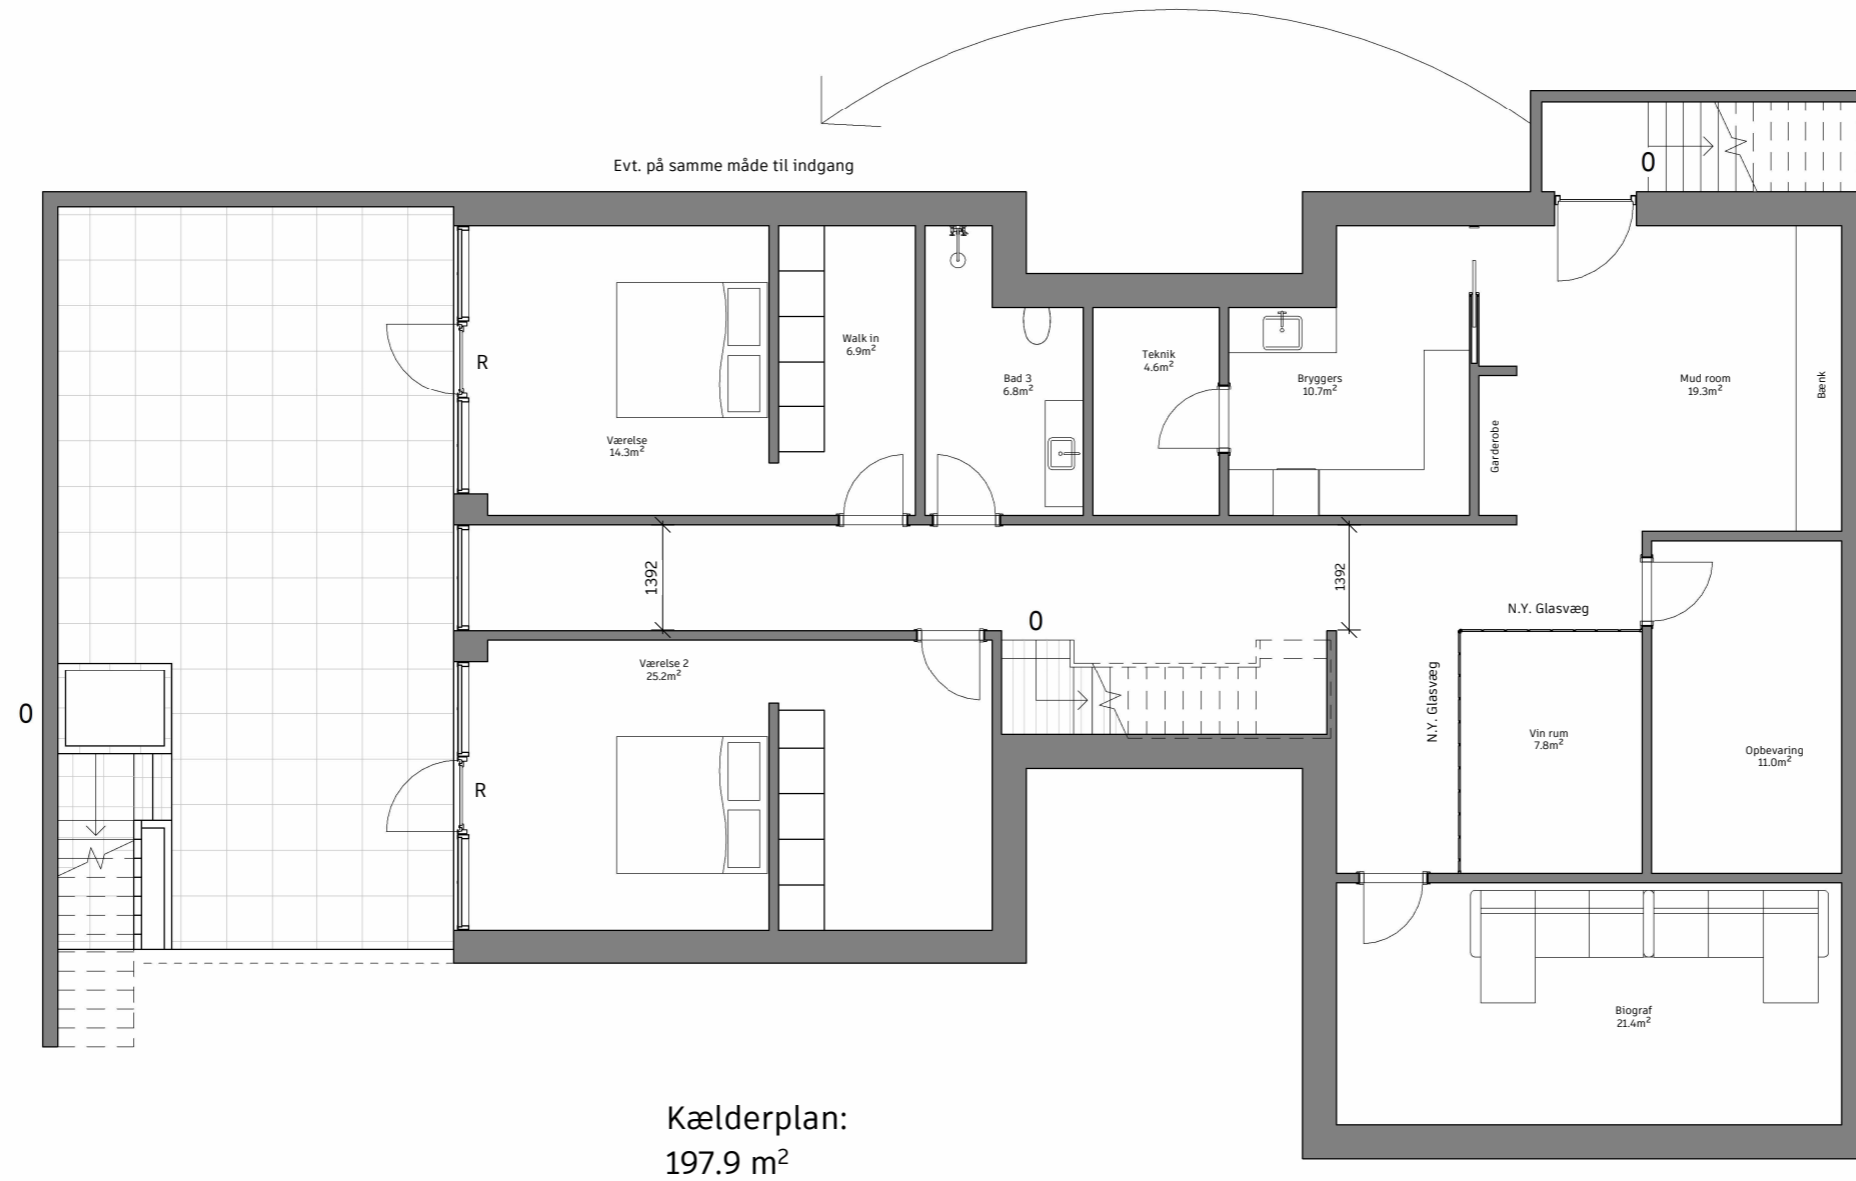 Evt. på samme måde til indgang
0
R
Værelse
14.3m²
Walk in
6.9m²
Bad 3
6.8m²
Teknik
4.6m²
Bryggers
10.7m²
Garderobe
Mud room
19.3m²
Bænk
1392
1392
0
N.Y. Glasvæg
Værelse 2
25.2m²
N.Y. Glasvæg
0
R
Vin rum
7.8m²
Opbevaring
11.0m²
Biograf
21.4m²
Kælderplan:
197.9 m²